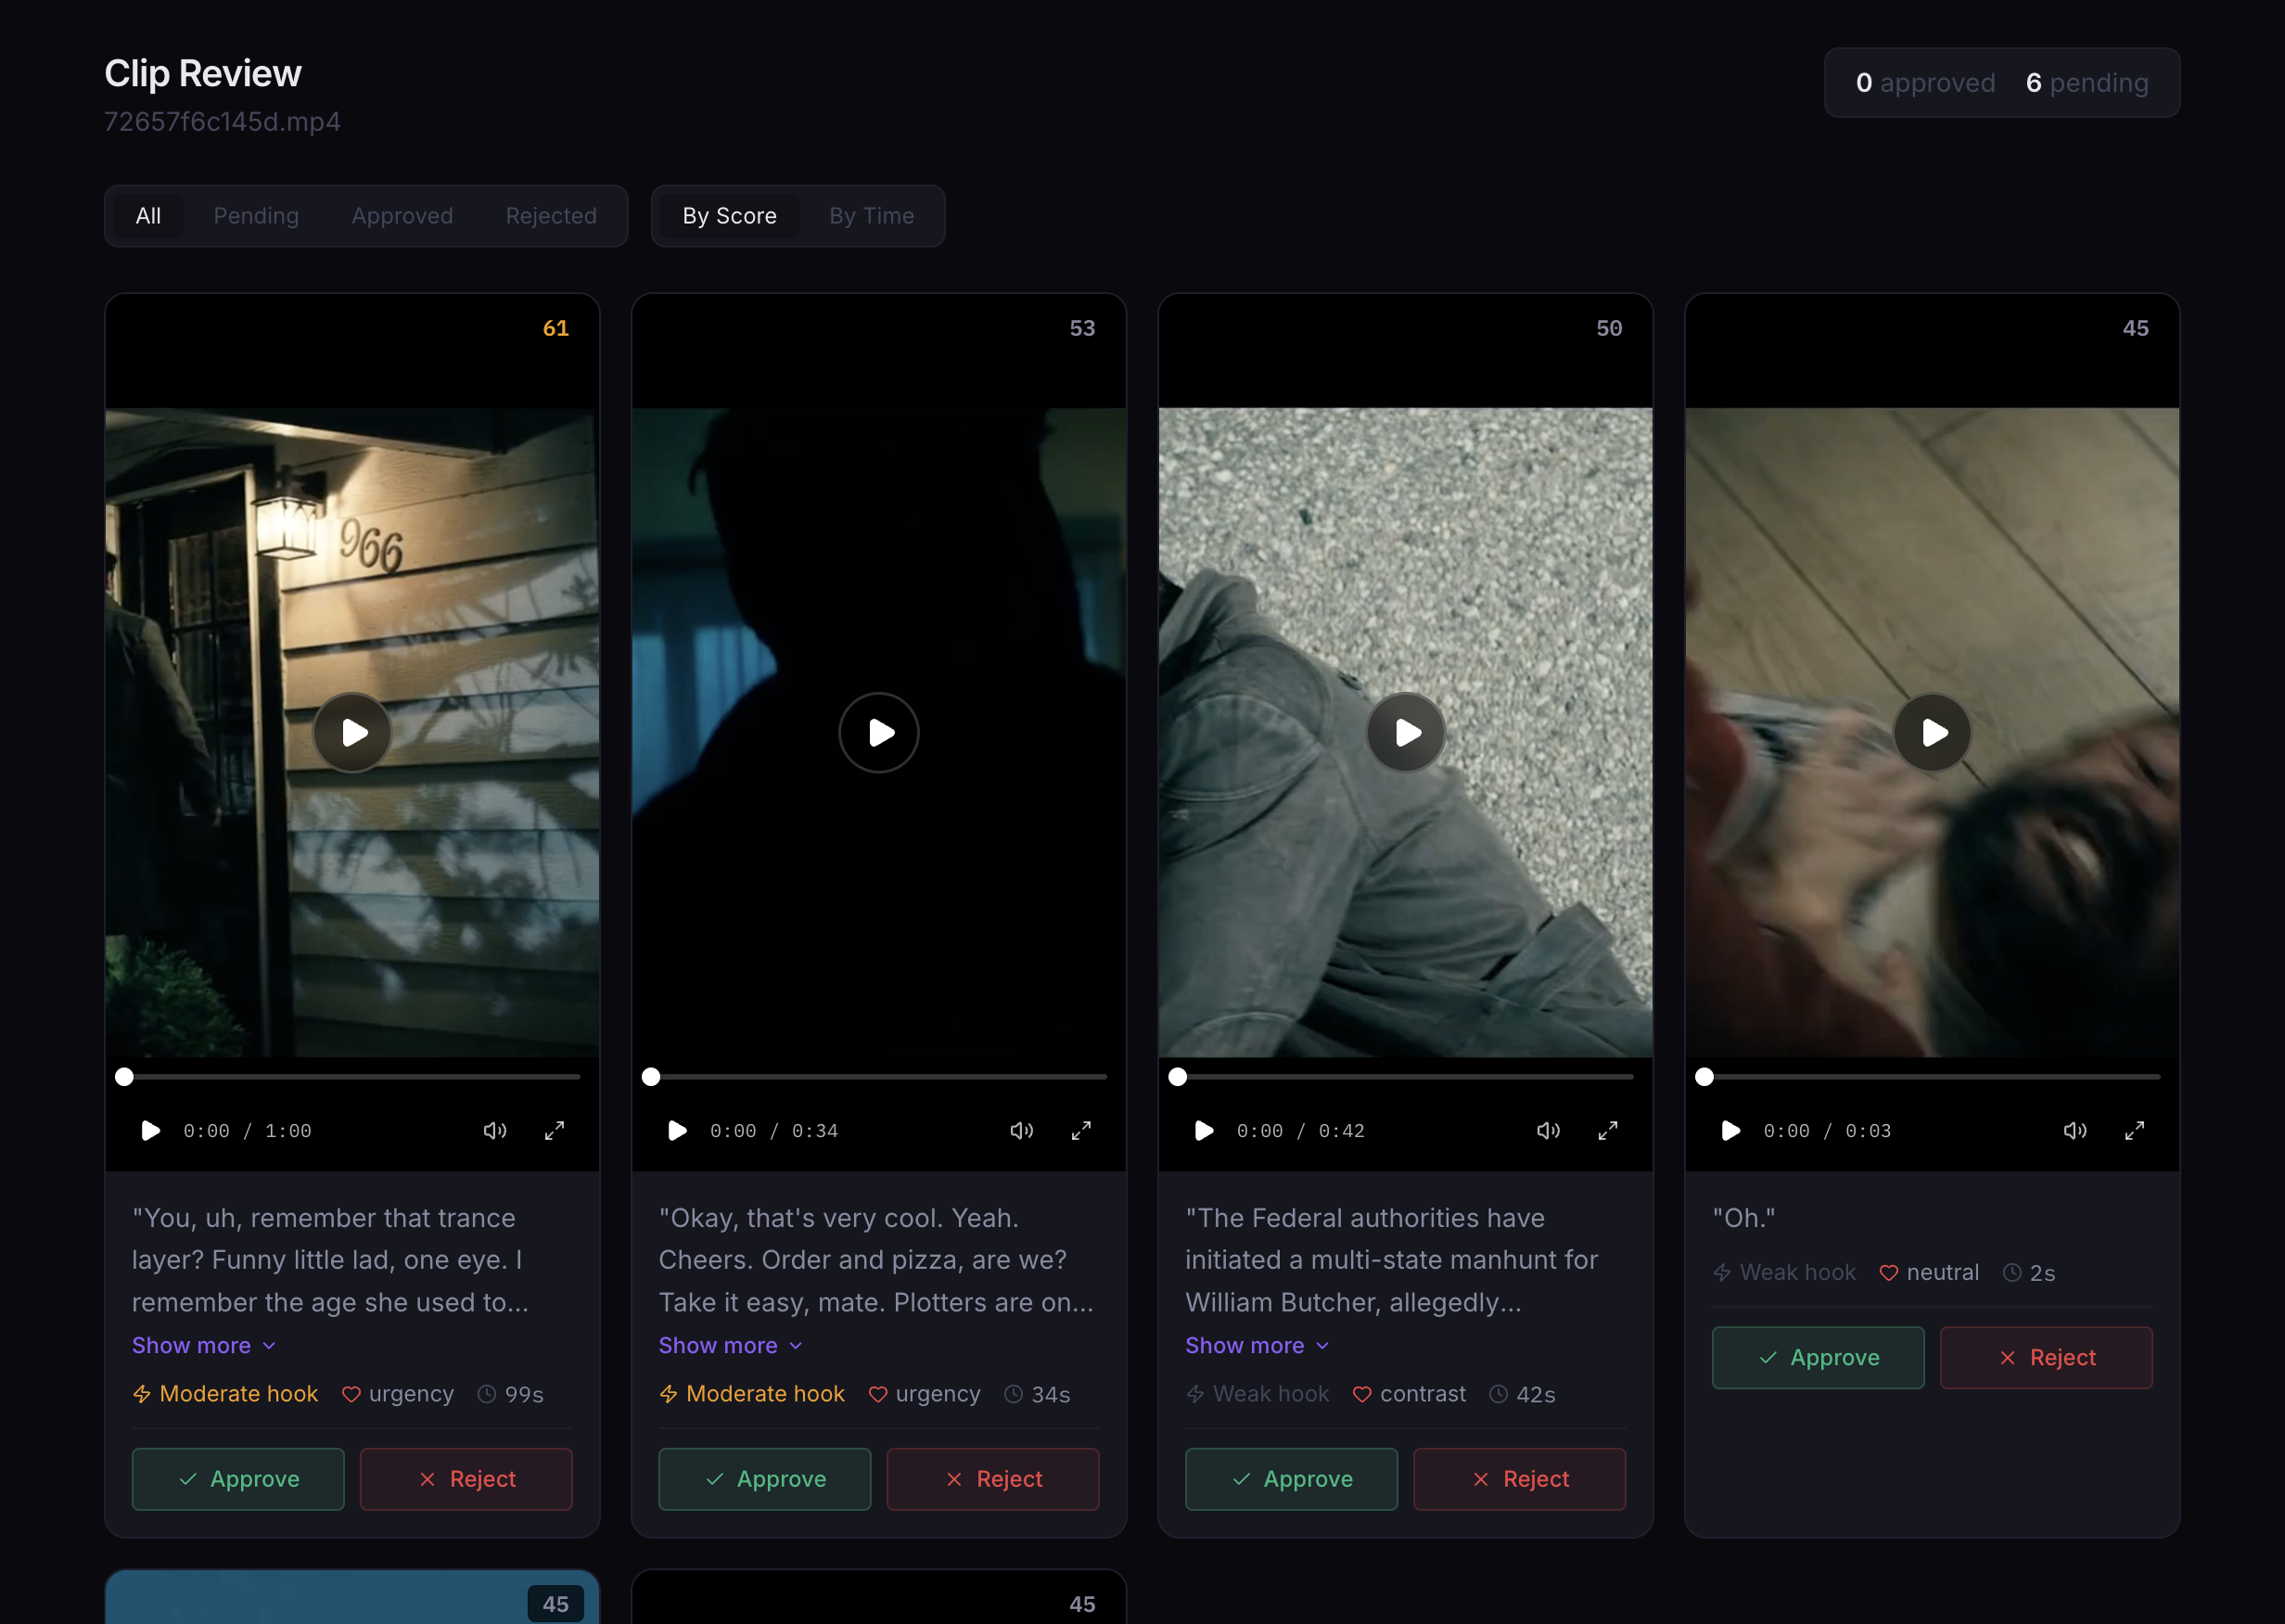 Clip Review
72657f6c145d.mp4
0 approved 6 pending
All Pending Approved Rejected By Score By Time
61
53
50
45
966
0:00 / 1:00
0:00 / 0:34
0:00 / 0:42
0:00 / 0:03
"You, uh, remember that trance
layer? Funny little lad, one eye. I
remember the age she used to...
Show more
Moderate hook urgency 99s
Approve Reject
"Okay, that's very cool. Yeah.
Cheers. Order and pizza, are we?
Take it easy, mate. Plotters are on...
Show more
Moderate hook urgency 34s
Approve Reject
"The Federal authorities have
initiated a multi-state manhunt for
William Butcher, allegedly...
Show more
Weak hook contrast 42s
Approve Reject
"Oh."
Weak hook neutral 2s
Approve Reject
45
45